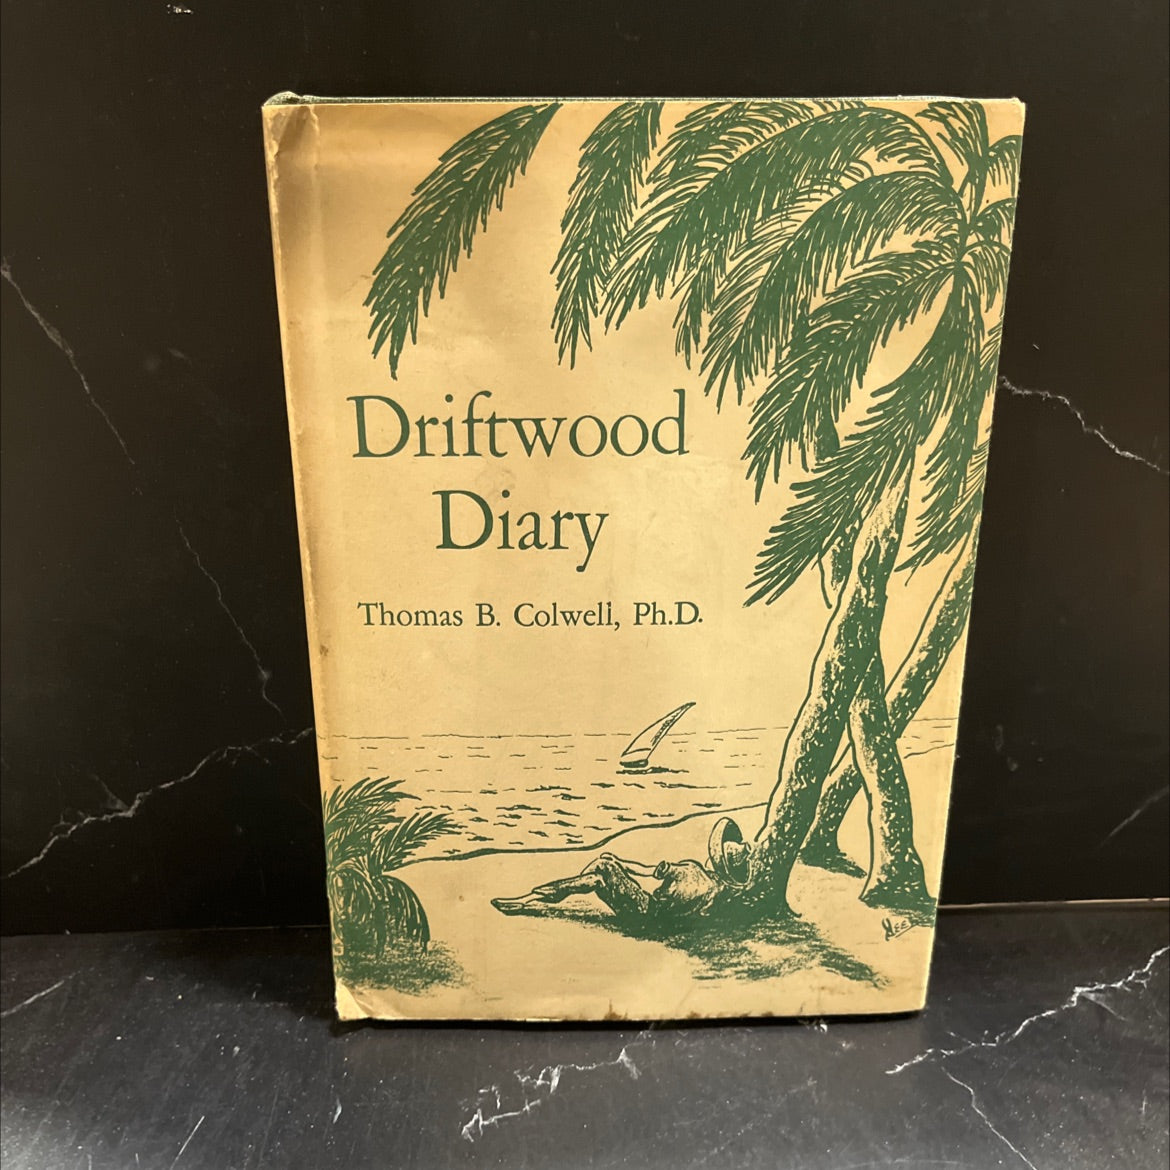 Driftwood
Diary
Thomas B. Colwell, Ph.D.